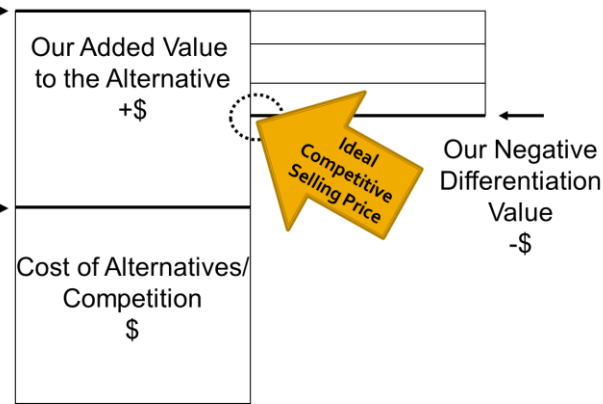 Our Added Value
to the Alternative
+$
Ideal
Competitive
Selling Price
Our Negative
Differentiation
Value
-$
Cost of Alternatives/
Competition
$